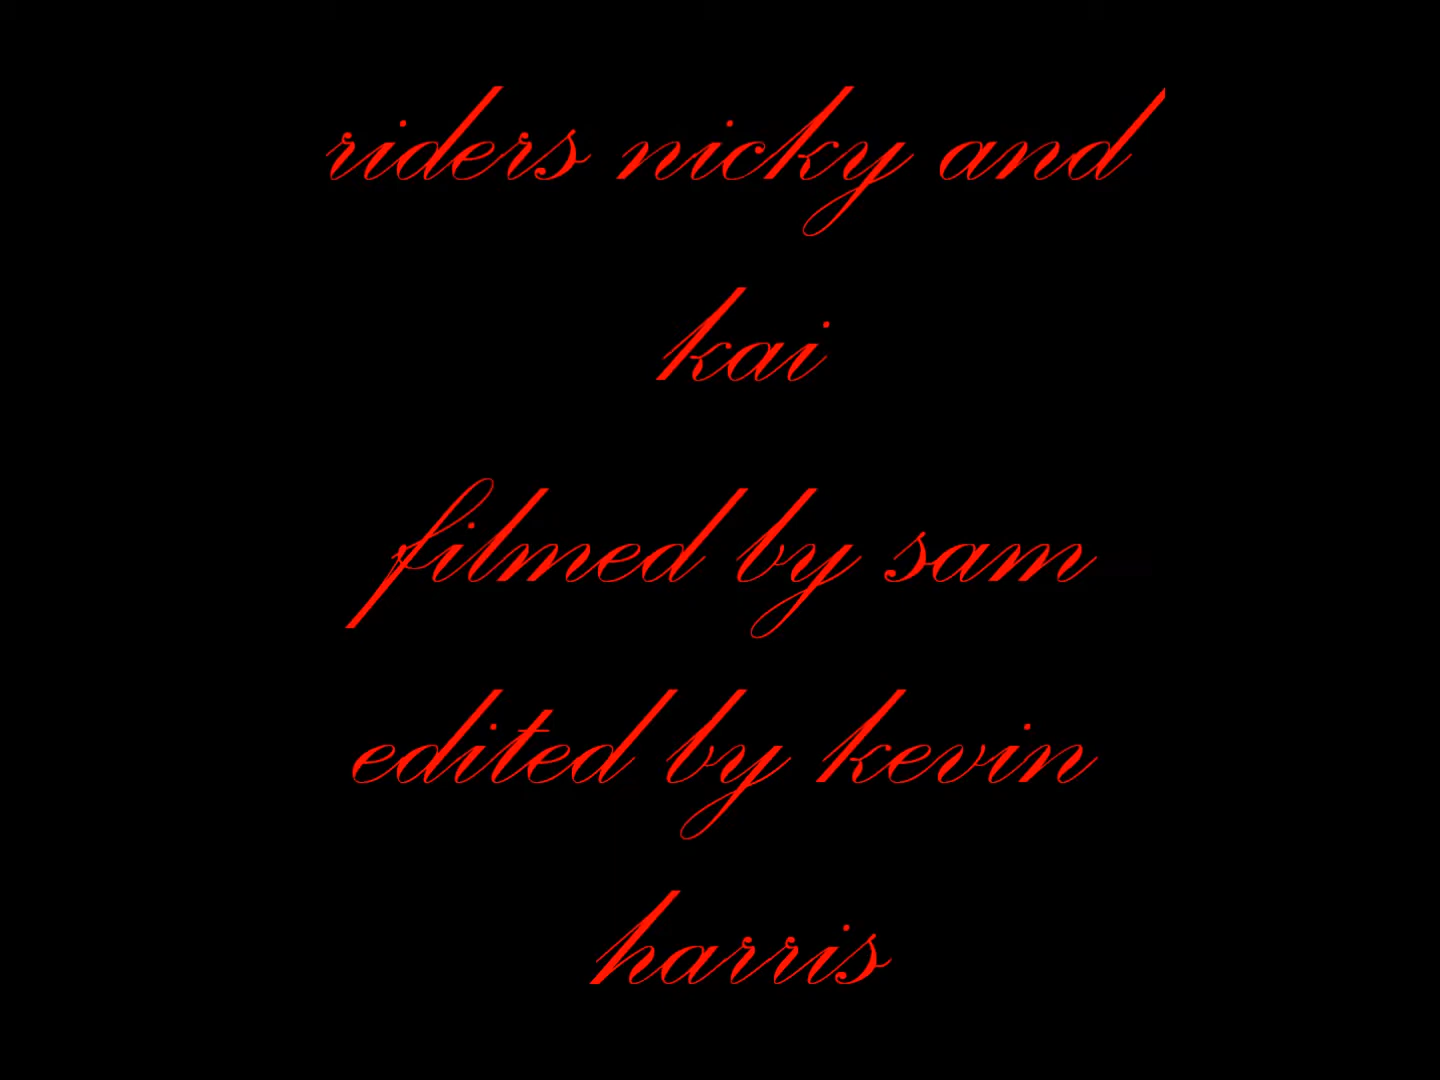 riders nicky and
kai
filmed by sam
edited by kevin
harris